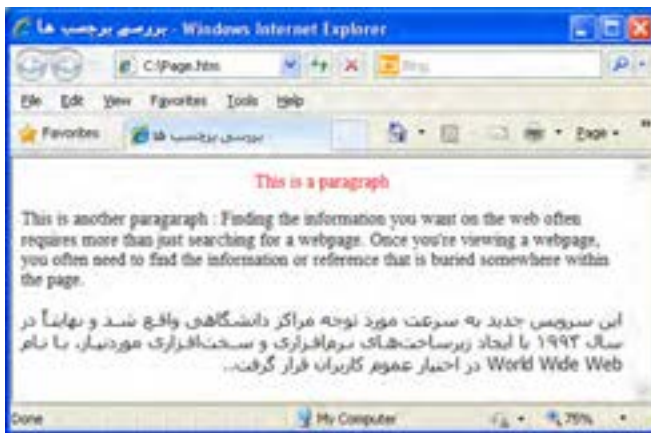 بررسی برچسب ها - Windows Internet Explorer
C:\Page.htm
Bing
File Edit View Favorites Tools Help
Favorites بررسی برچسب ها Page
This is a paragraph
This is another paragaraph : Finding the information you want on the web often
requires more than just searching for a webpage. Once you're viewing a webpage,
you often need to find the information or reference that is buried somewhere within
the page.
این سرویس جدید به سرعت مورد توجه مراکز دانشگاهی واقع شد و نهایتاً در
سال ۱۹۹۲ با ایجاد زیرساخت‌های نرم‌افزاری و سخت‌افزاری موردنیاز، با نام
World Wide Web در اختیار عموم کاربران قرار گرفت..
Done My Computer 75%